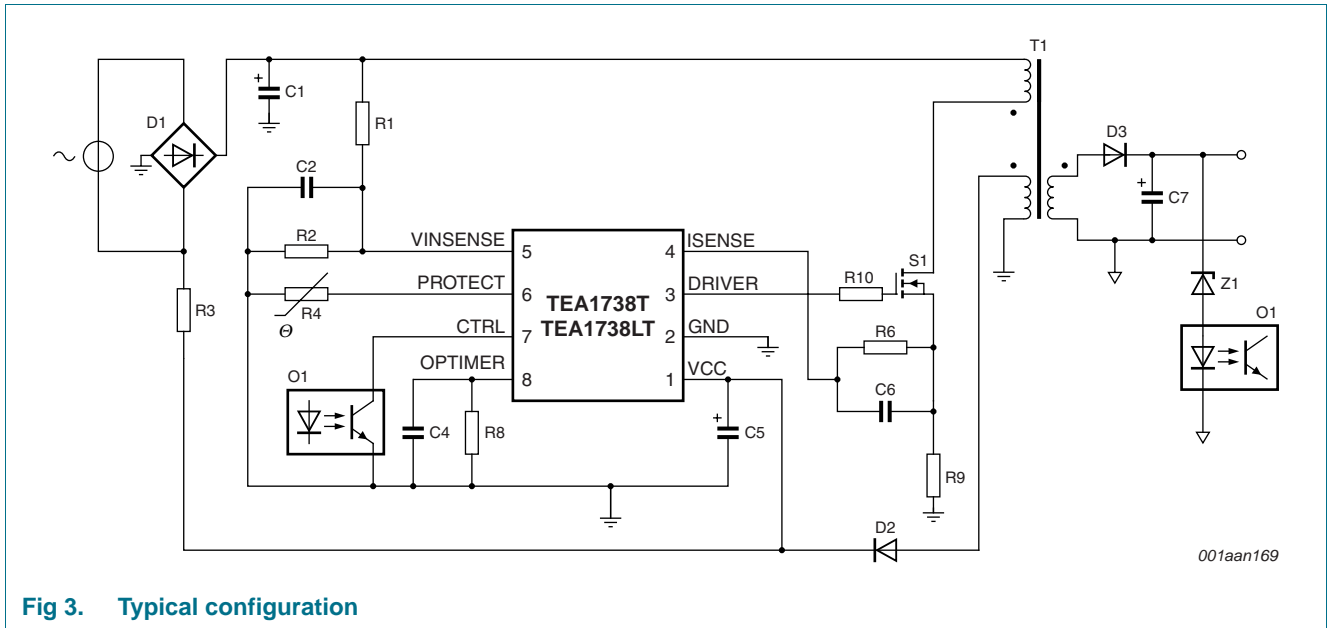 T1
+
C1
D1
R1
D3
C2
+
C7
R2
VINSENSE
5
4
ISENSE
S1
R3
PROTECT
6
TEA1738T
3
DRIVER
R10
Z1
R4
Θ
TEA1738LT
O1
CTRL
7
2
GND
R6
OPTIMER
8
1
VCC
O1
C6
C4
R8
+
C5
R9
D2
001aan169
Fig 3. Typical configuration